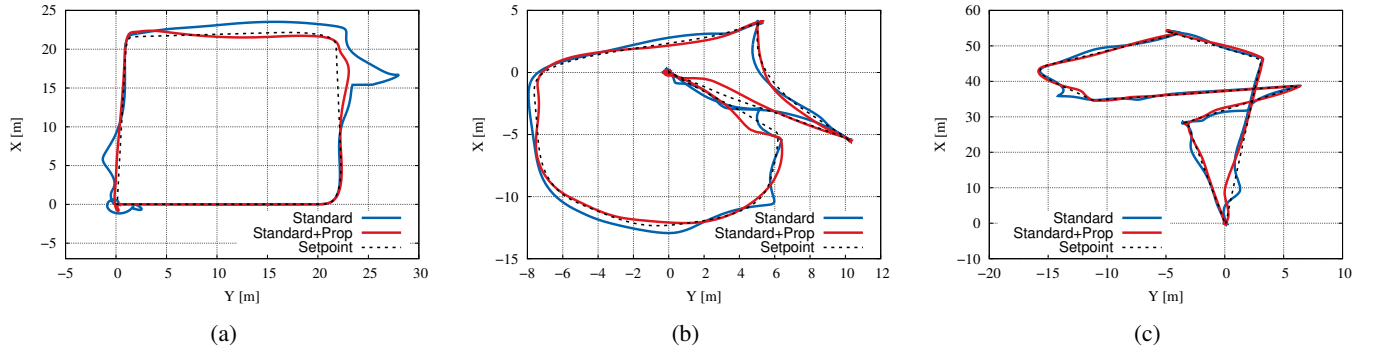 25
20
15
10
5
0
−5
X [m]
−5 0 5 10 15 20 25 30
Y [m]
Standard
Standard+Prop
Setpoint
(a)
5
0
−5
−10
−15
X [m]
−8 −6 −4 −2 0 2 4 6 8 10 12
Y [m]
Standard
Standard+Prop
Setpoint
(b)
60
50
40
30
20
10
0
−10
X [m]
−20 −15 −10 −5 0 5 10
Y [m]
Standard
Standard+Prop
Setpoint
(c)